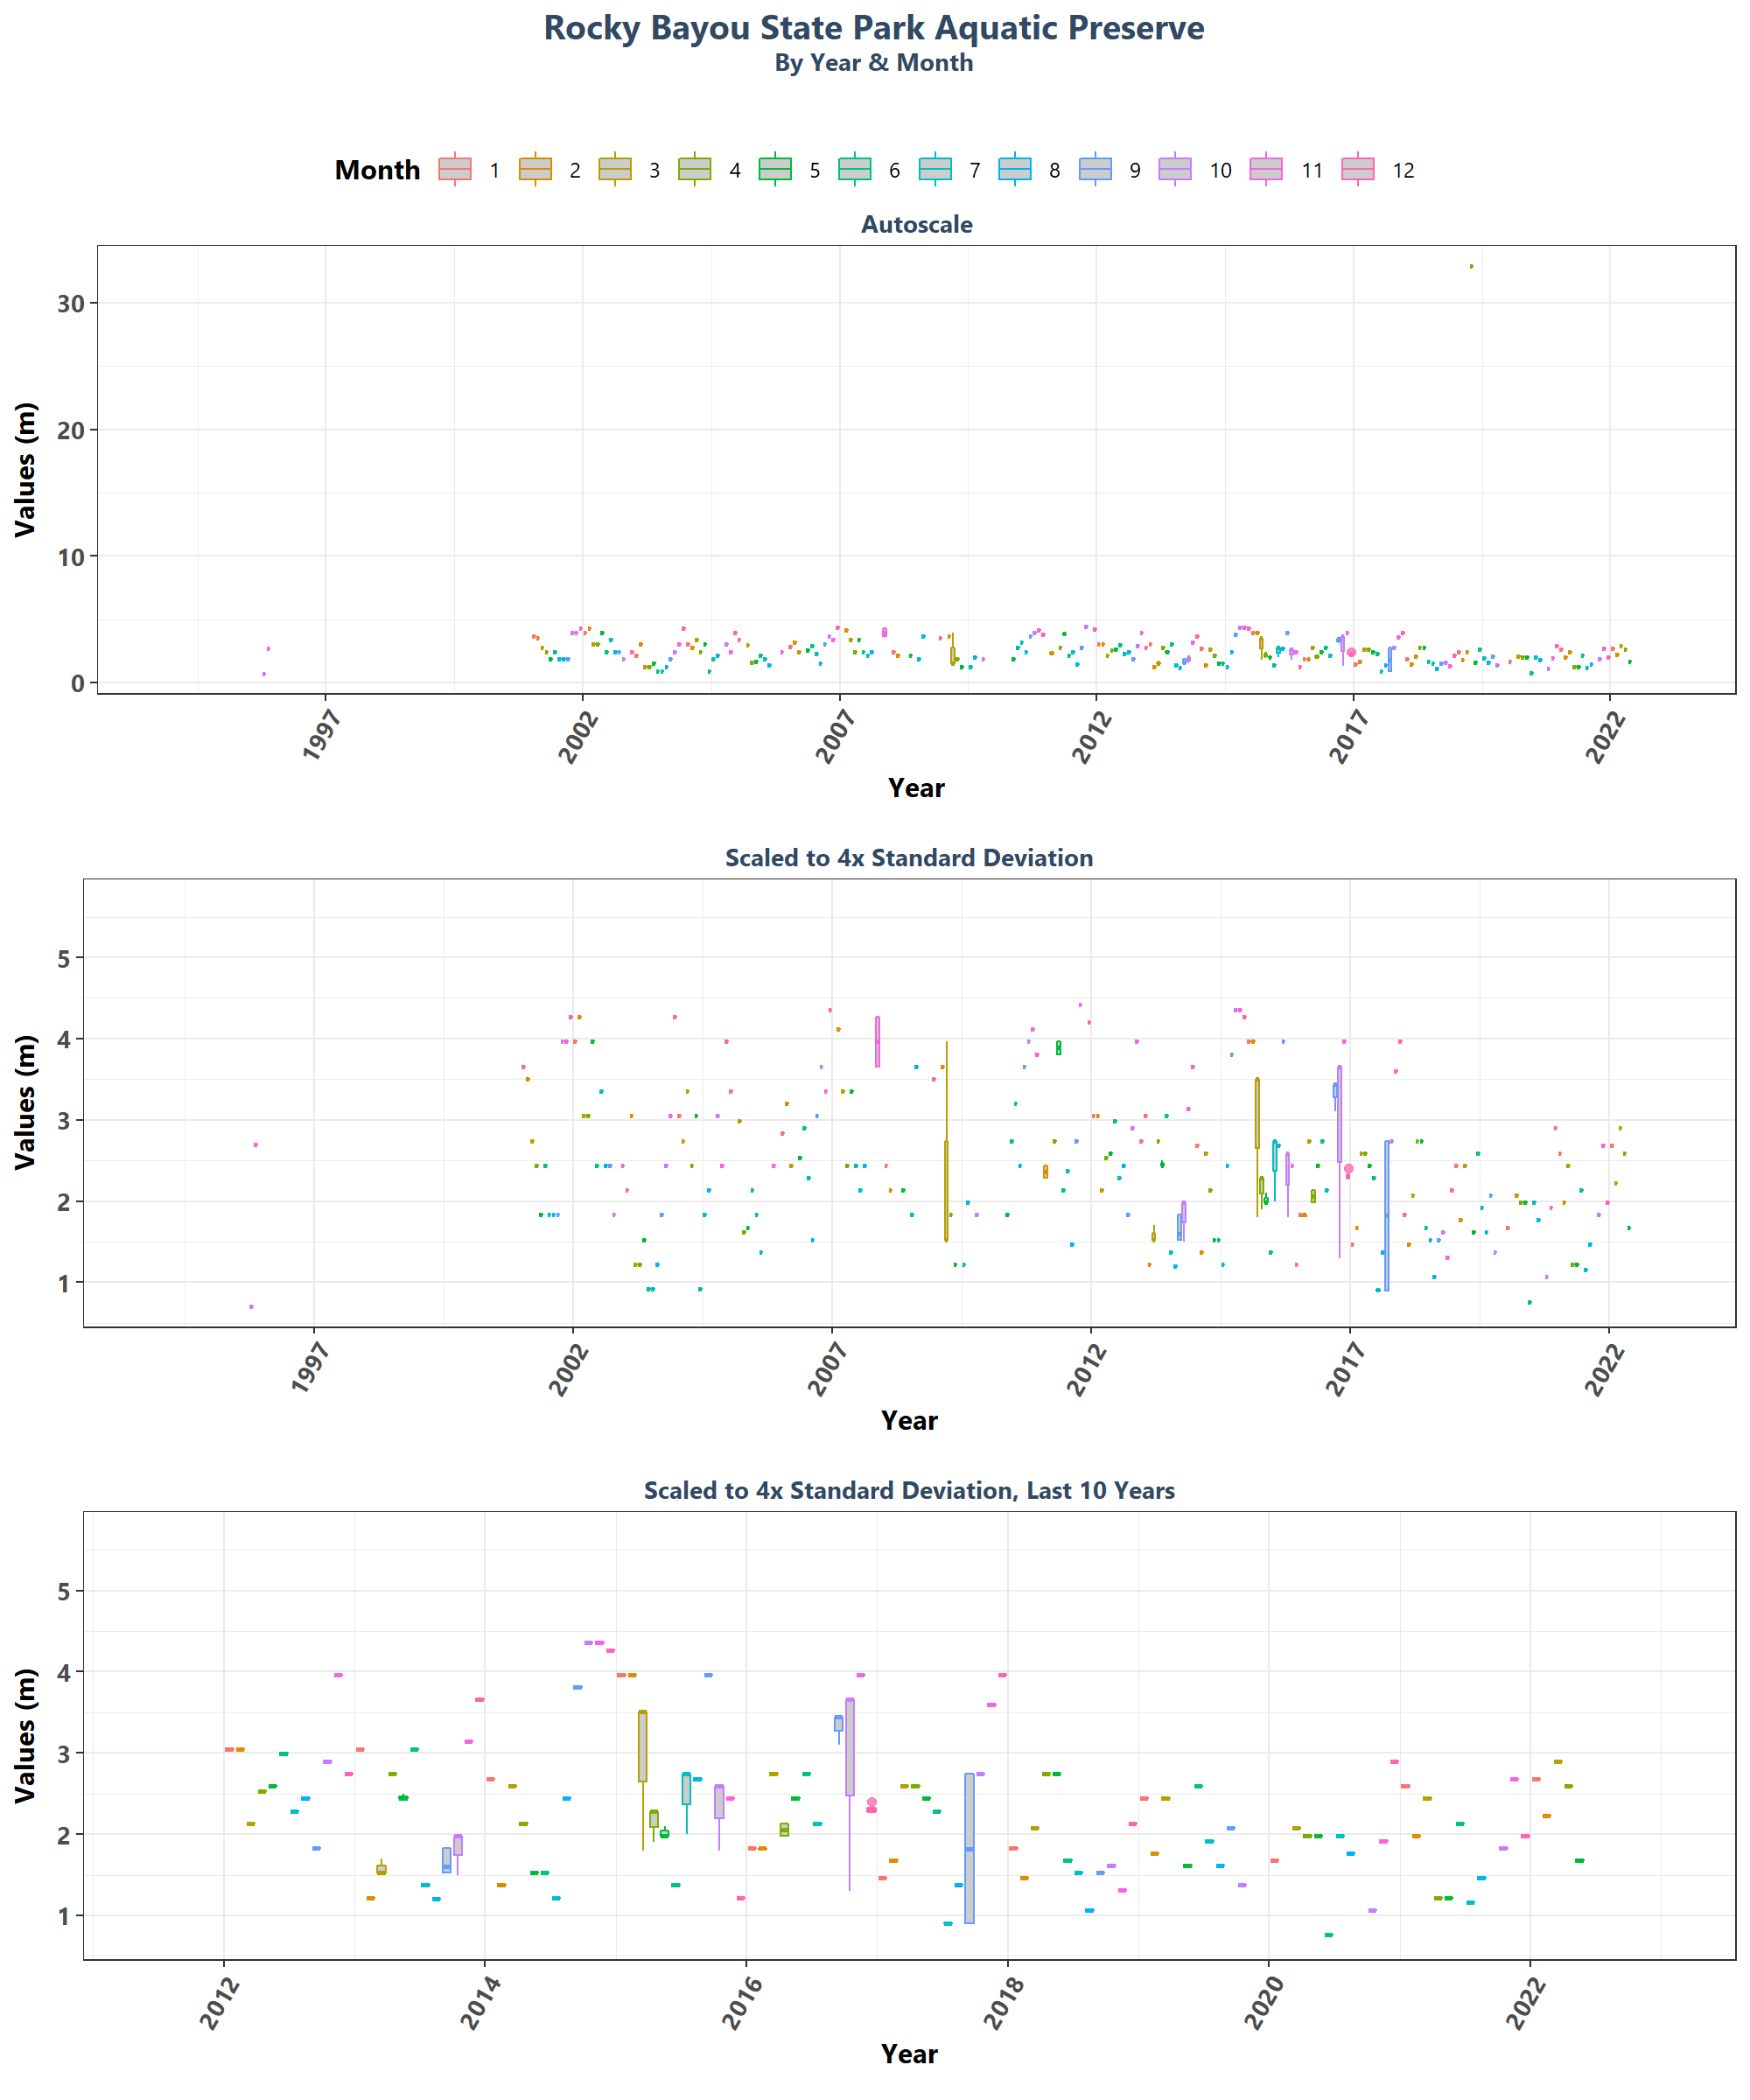 Rocky Bayou State Park Aquatic Preserve
By Year & Month
Month 1 2 3 4 5 6 7 8 9 10 11 12
Autoscale
Values (m)
30
20
10
0
1997 2002 2007 2012 2017 2022
Year
Scaled to 4x Standard Deviation
Values (m)
5
4
3
2
1
1997 2002 2007 2012 2017 2022
Year
Scaled to 4x Standard Deviation, Last 10 Years
Values (m)
5
4
3
2
1
2012 2014 2016 2018 2020 2022
Year